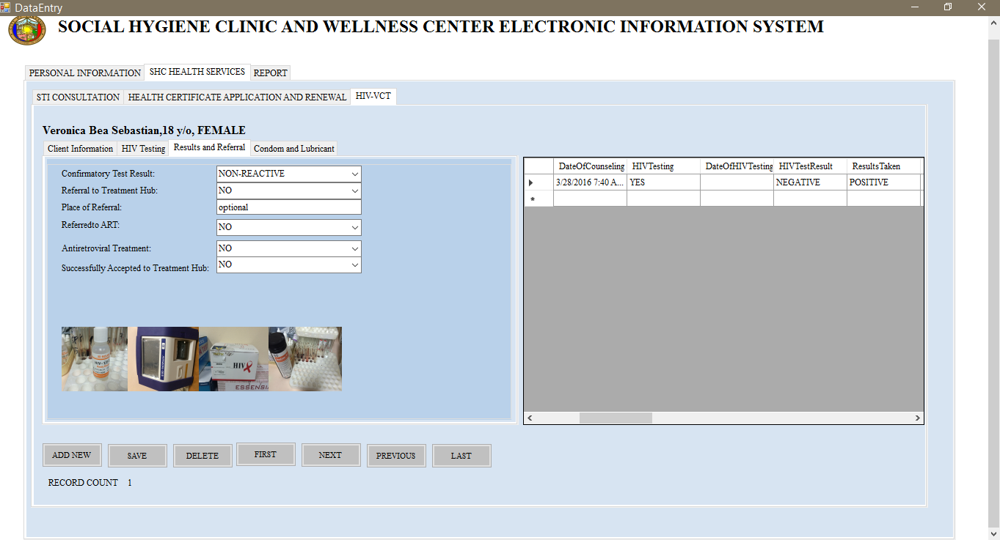 DataEntry
SOCIAL HYGIENE CLINIC AND WELLNESS CENTER ELECTRONIC INFORMATION SYSTEM
PERSONAL INFORMATION SHC HEALTH SERVICES REPORT
STI CONSULTATION HEALTH CERTIFICATE APPLICATION AND RENEWAL HIV-VCT
Veronica Bea Sebastian,18 y/o, FEMALE
Client Information HIV Testing Results and Referral Condom and Lubricant
Confirmatory Test Result: NON-REACTIVE
Referral to Treatment Hub: NO
Place of Referral: optional
Referredto ART: NO
Antiretroviral Treatment: NO
Successfully Accepted to Treatment Hub: NO
DateOfCounseling HIVTesting DateOfHIVTesting HIVTestResult ResultsTaken
3/28/2016 7:40 A... YES NEGATIVE POSITIVE
HIV
ESSENSI
ADD NEW SAVE DELETE FIRST NEXT PREVIOUS LAST
RECORD COUNT 1